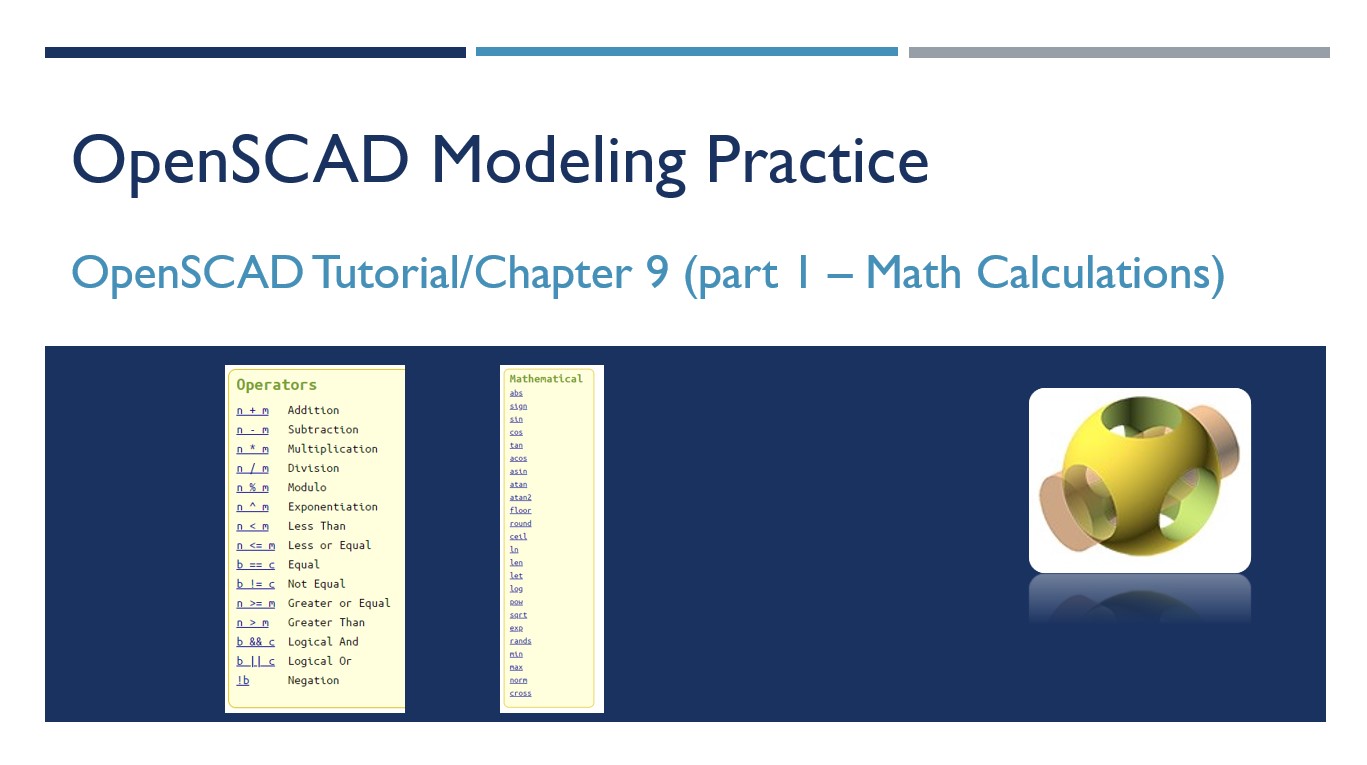 OpenSCAD Modeling Practice
OpenSCAD Tutorial/Chapter 9 (part 1 – Math Calculations)
Operators
n + m Addition
n - m Subtraction
n * m Multiplication
n / m Division
n % m Modulo
n ^ m Exponentiation
n < m Less Than
n <= m Less or Equal
b == c Equal
b != c Not Equal
n >= m Greater or Equal
n > m Greater Than
b && c Logical And
b || c Logical Or
!b Negation
Mathematical
abs
sign
sin
cos
tan
acos
asin
atan
atan2
floor
round
ceil
ln
len
let
log
pow
sqrt
exp
rands
min
max
norm
cross